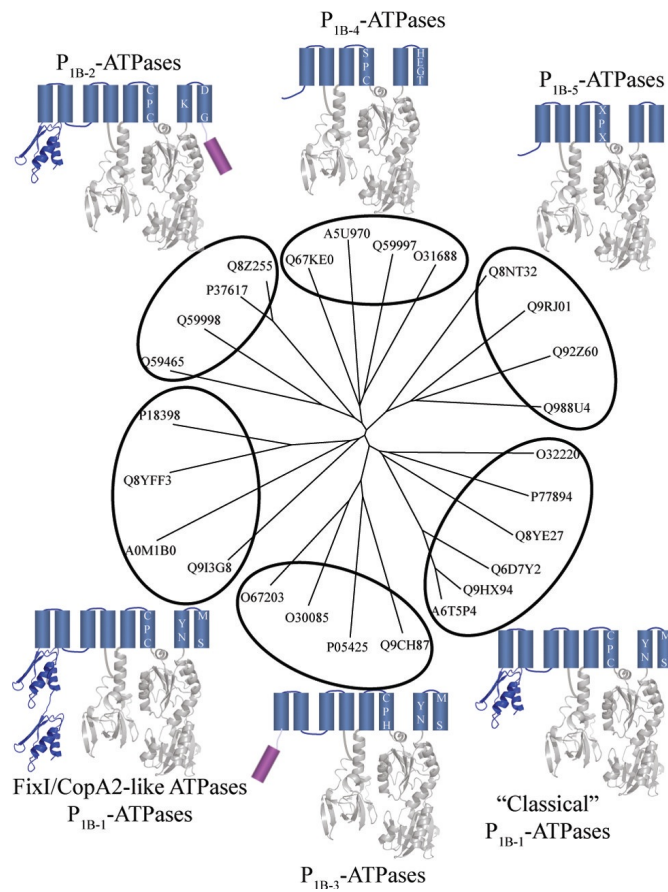 P1B-4-ATPases
P1B-2-ATPases
P1B-5-ATPases
S
P
C
H
E
G
T
C
P
C
K
D
G
X
P
X
A5U970
Q67KE0
Q59997
O31688
Q8Z255
P37617
Q59998
Q59465
Q8NT32
Q9RJ01
Q92Z60
Q988U4
P18398
Q8YFF3
A0M1B0
Q9I3G8
O32220
P77894
Q8YE27
Q6D7Y2
Q9HX94
A6T5P4
O67203
O30085
P05425
Q9CH87
C
P
C
Y
N
M
S
C
P
C
Y
N
M
S
C
P
H
Y
N
M
S
FixI/CopA2-like ATPases
P1B-1-ATPases
“Classical”
P1B-1-ATPases
P1B-3-ATPases